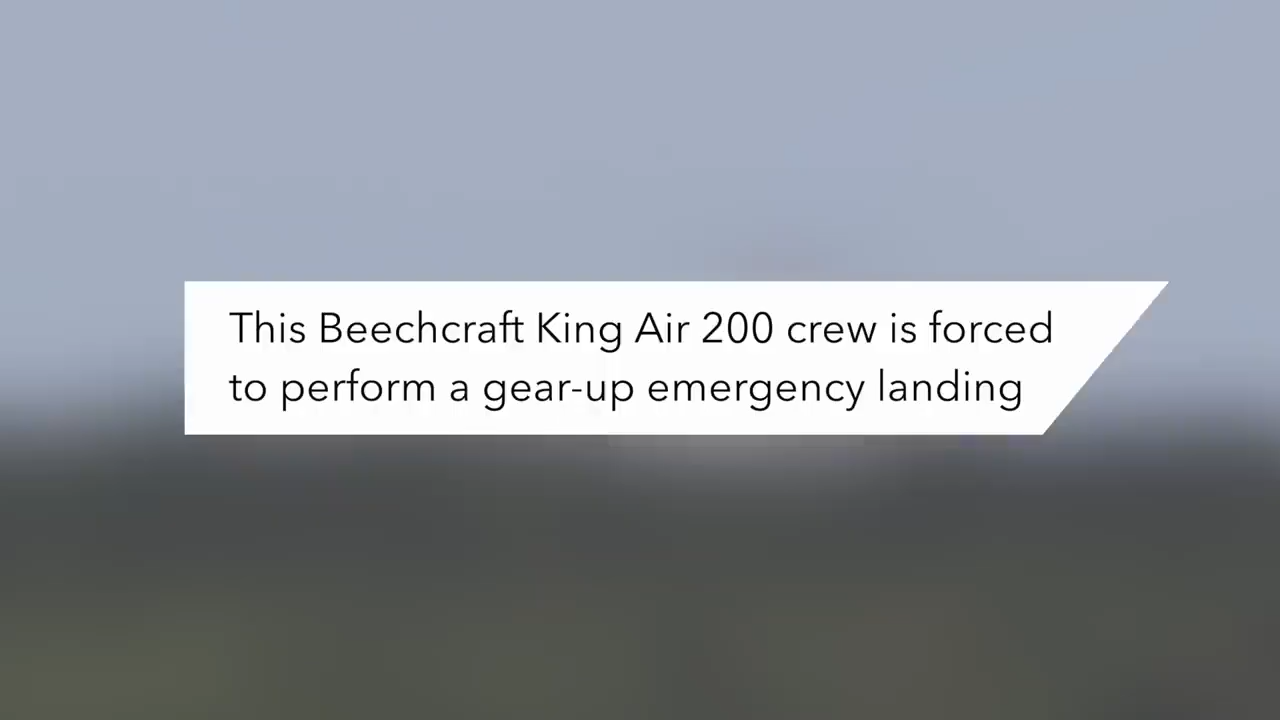 This Beechcraft King Air 200 crew is forced
to perform a gear-up emergency landing